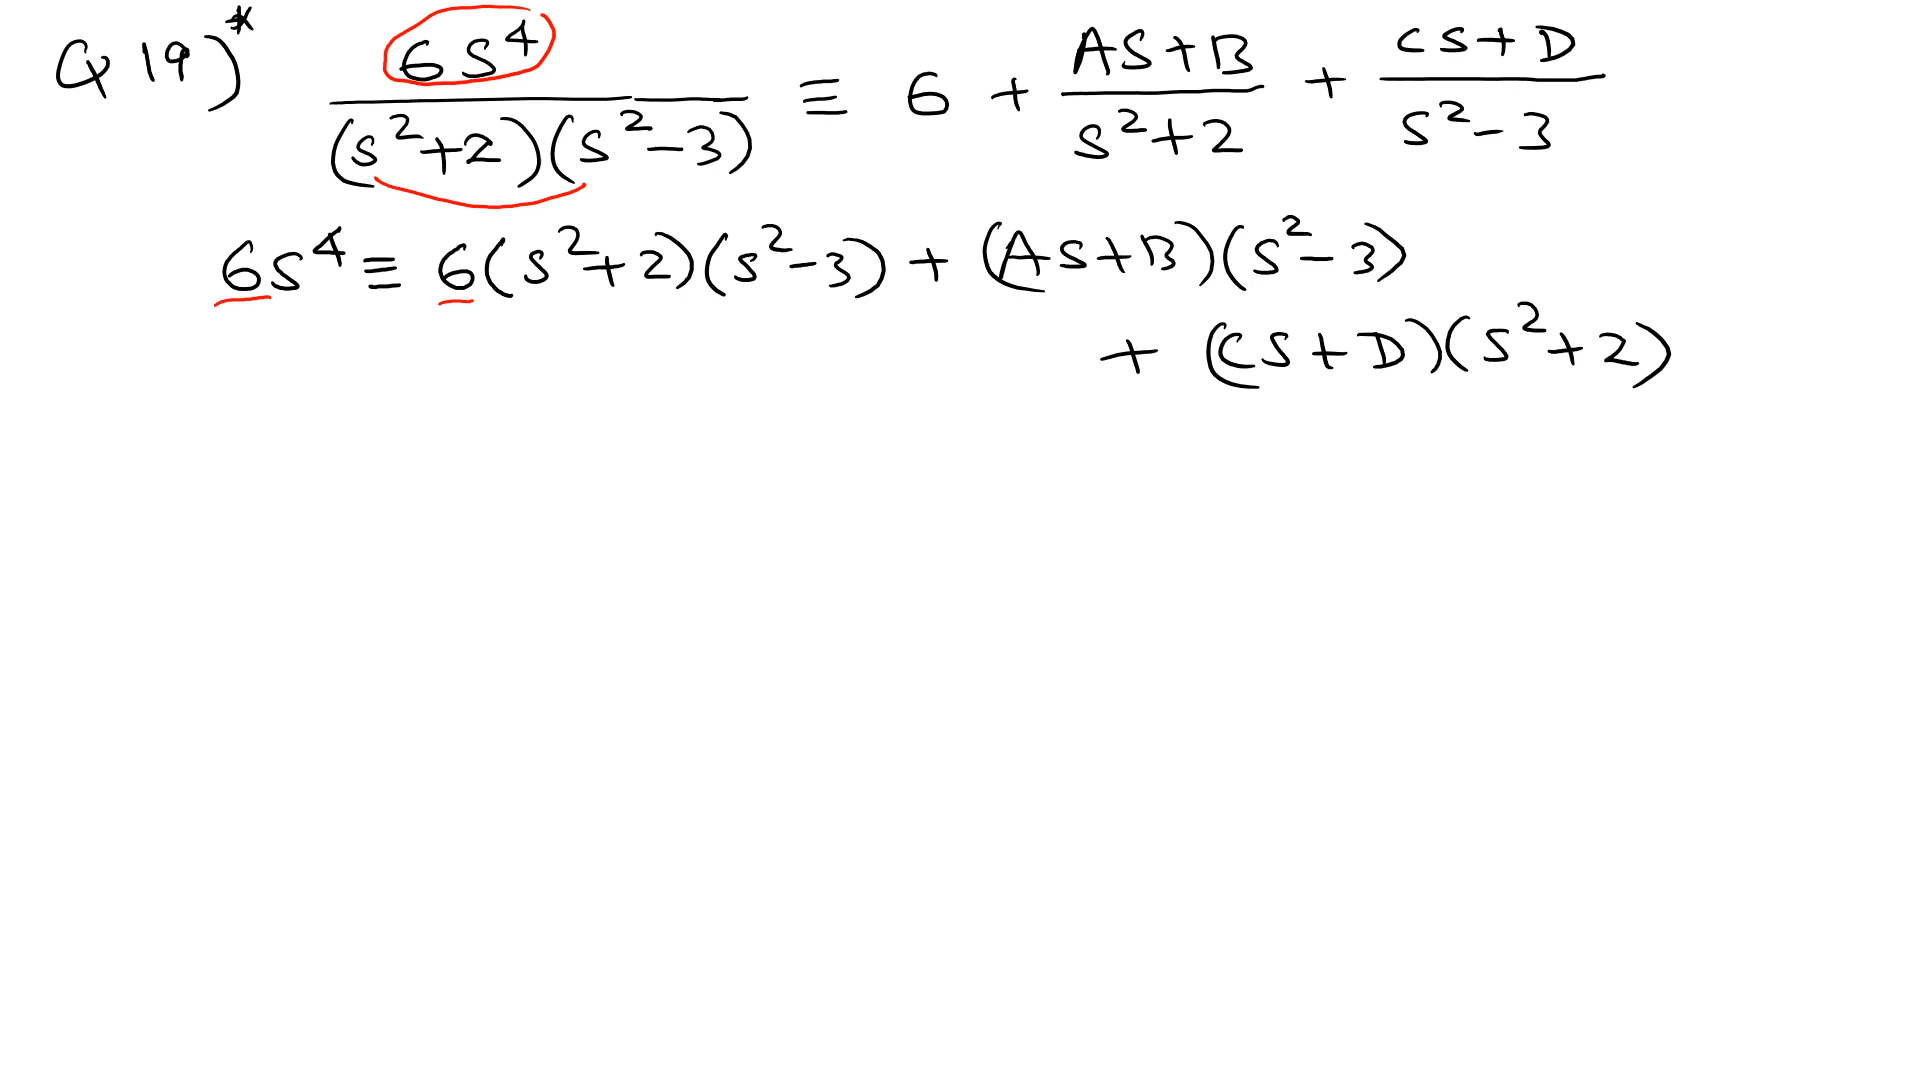 Q19)* 6s⁴/((s²+2)(s²-3)) ≡ 6 + (As+B)/(s²+2) + (Cs+D)/(s²-3)
6s⁴ ≡ 6(s²+2)(s²-3) + (As+B)(s²-3)
+ (Cs+D)(s²+2)